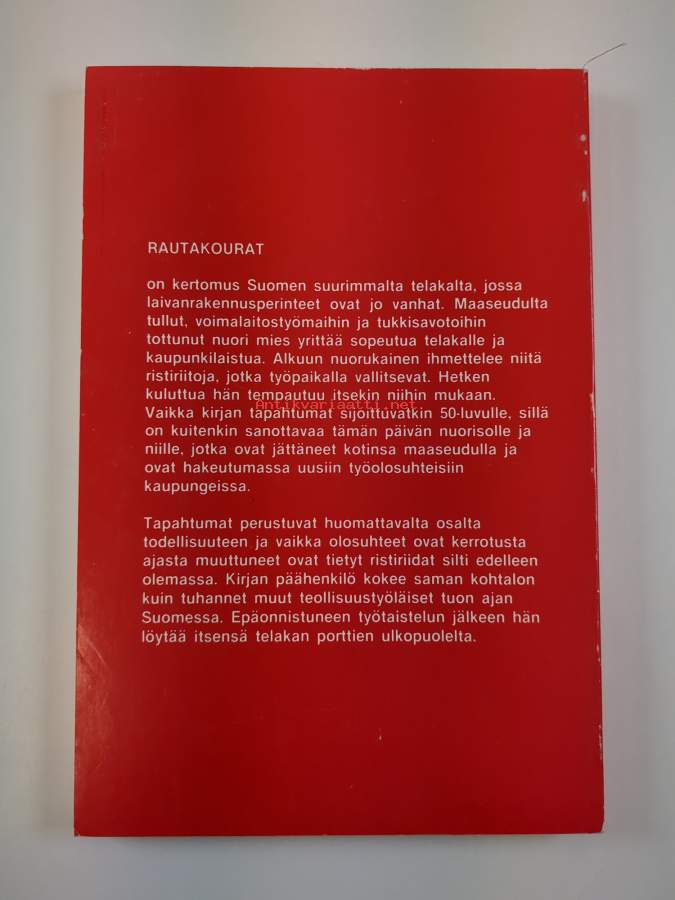 RAUTAKOURAT
on kertomus Suomen suurimmalta telakalta, jossa
laivanrakennusperinteet ovat jo vanhat. Maaseudulta
tullut, voimalaitostyömaihin ja tukkisavotoihin
tottunut nuori mies yrittää sopeutua telakalle ja
kaupunkilaistua. Alkuun nuorukainen ihmettelee niitä
ristiriitoja, jotka työpaikalla vallitsevat. Hetken
kuluttua hän tempautuu itsekin niihin mukaan.
Antikvariaatti.net
Vaikka kirjan tapahtumat sijoittuvatkin 50-luvulle, sillä
on kuitenkin sanottavaa tämän päivän nuorisolle ja
niille, jotka ovat jättäneet kotinsa maaseudulla ja
ovat hakeutumassa uusiin työolosuhteisiin
kaupungeissa.
Tapahtumat perustuvat huomattavalta osalta
todellisuuteen ja vaikka olosuhteet ovat kerrotusta
ajasta muuttuneet ovat tietyt ristiriidat silti edelleen
olemassa. Kirjan päähenkilö kokee saman kohtalon
kuin tuhannet muut teollisuustyöläiset tuon ajan
Suomessa. Epäonnistuneen työtaistelun jälkeen hän
löytää itsensä telakan porttien ulkopuolelta.